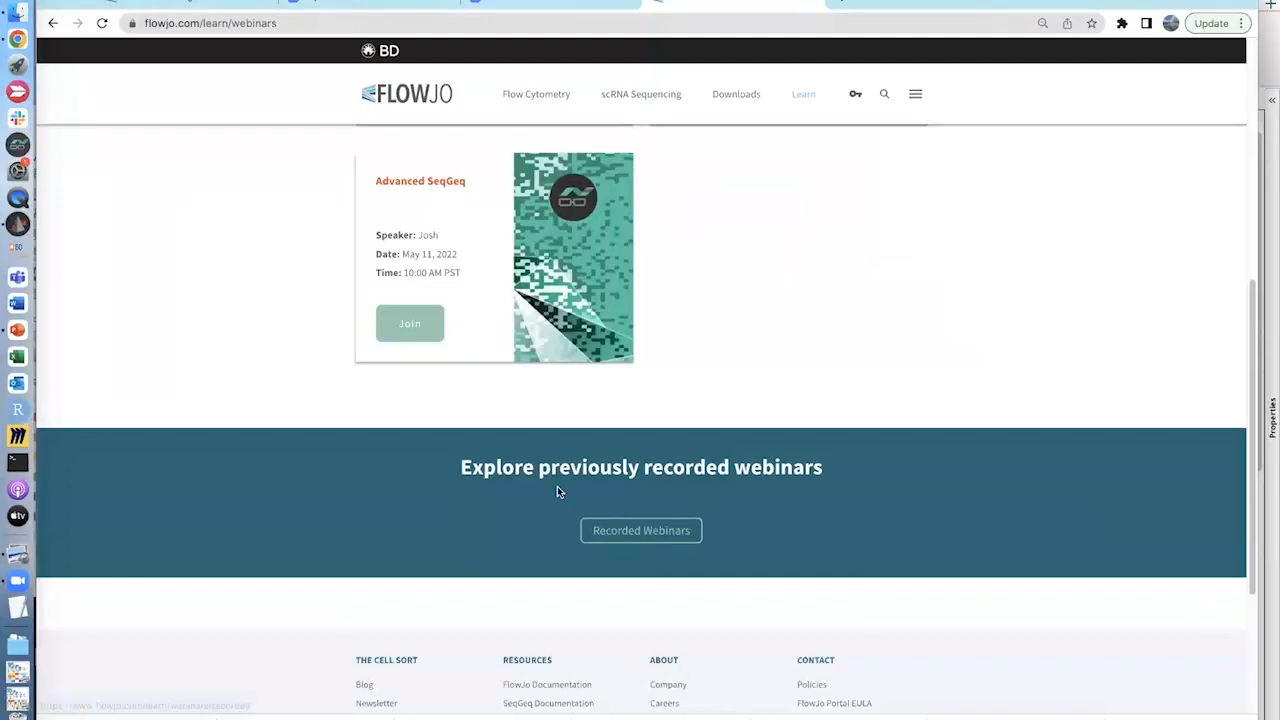 flowjo.com/learn/webinars
Update
BD
FLOWJO
Flow Cytometry
scRNA Sequencing
Downloads
Learn
Advanced SeqGeq
Speaker: Josh
Date: May 11, 2022
Time: 10:00 AM PST
Join
Explore previously recorded webinars
Recorded Webinars
THE CELL SORT
RESOURCES
ABOUT
CONTACT
Blog
FlowJo Documentation
Company
Policies
Newsletter
SeqGeq Documentation
Careers
FlowJo Portal EULA
Properties
tv